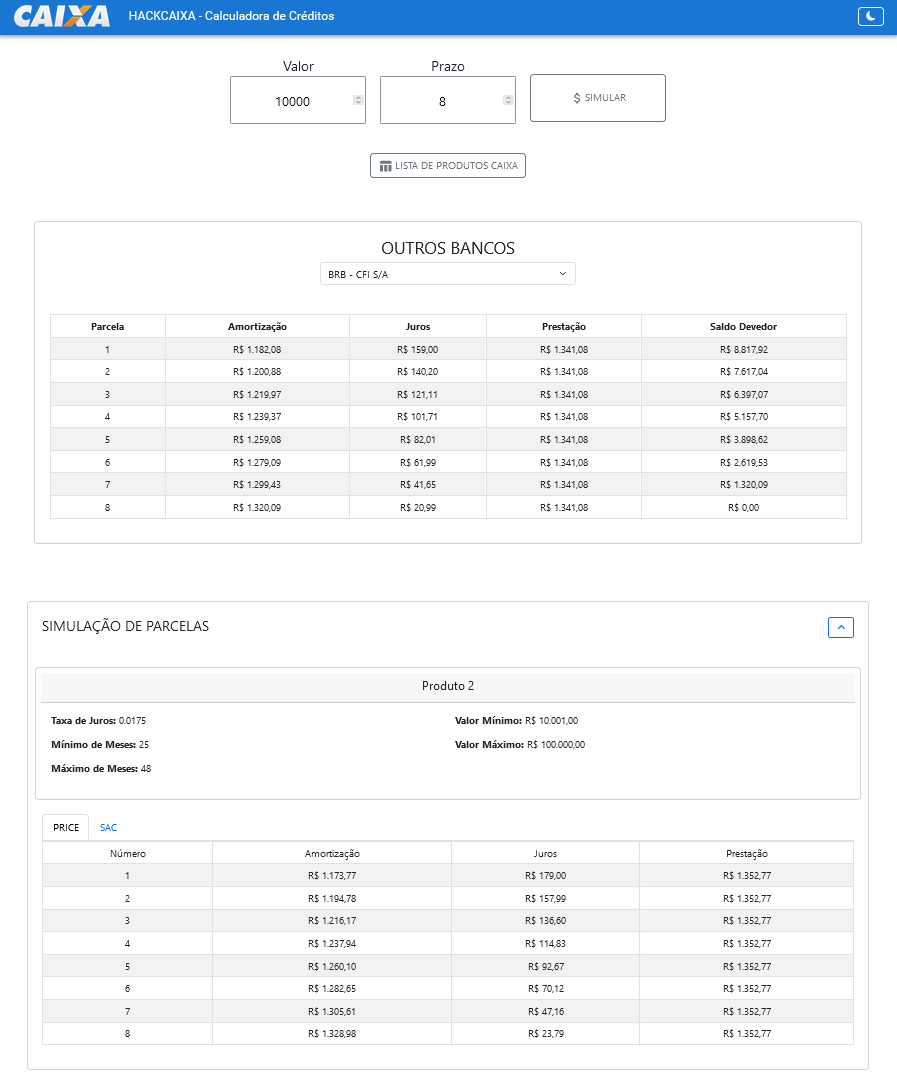 CAIXA HACKCAIXA - Calculadora de Créditos
Valor Prazo
10000 8 $ SIMULAR
LISTA DE PRODUTOS CAIXA
OUTROS BANCOS
BRB - CFI S/A
Parcela Amortização Juros Prestação Saldo Devedor
1 R$ 1.182,08 R$ 159,00 R$ 1.341,08 R$ 8.817,92
2 R$ 1.200,88 R$ 140,20 R$ 1.341,08 R$ 7.617,04
3 R$ 1.219,97 R$ 121,11 R$ 1.341,08 R$ 6.397,07
4 R$ 1.239,37 R$ 101,71 R$ 1.341,08 R$ 5.157,70
5 R$ 1.259,08 R$ 82,01 R$ 1.341,08 R$ 3.898,62
6 R$ 1.279,09 R$ 61,99 R$ 1.341,08 R$ 2.619,53
7 R$ 1.299,43 R$ 41,65 R$ 1.341,08 R$ 1.320,09
8 R$ 1.320,09 R$ 20,99 R$ 1.341,08 R$ 0,00
SIMULAÇÃO DE PARCELAS
Produto 2
Taxa de Juros: 0.0175 Valor Mínimo: R$ 10.001,00
Mínimo de Meses: 25 Valor Máximo: R$ 100.000,00
Máximo de Meses: 48
PRICE SAC
Número Amortização Juros Prestação
1 R$ 1.173,77 R$ 179,00 R$ 1.352,77
2 R$ 1.194,78 R$ 157,99 R$ 1.352,77
3 R$ 1.216,17 R$ 136,60 R$ 1.352,77
4 R$ 1.237,94 R$ 114,83 R$ 1.352,77
5 R$ 1.260,10 R$ 92,67 R$ 1.352,77
6 R$ 1.282,65 R$ 70,12 R$ 1.352,77
7 R$ 1.305,61 R$ 47,16 R$ 1.352,77
8 R$ 1.328,98 R$ 23,79 R$ 1.352,77